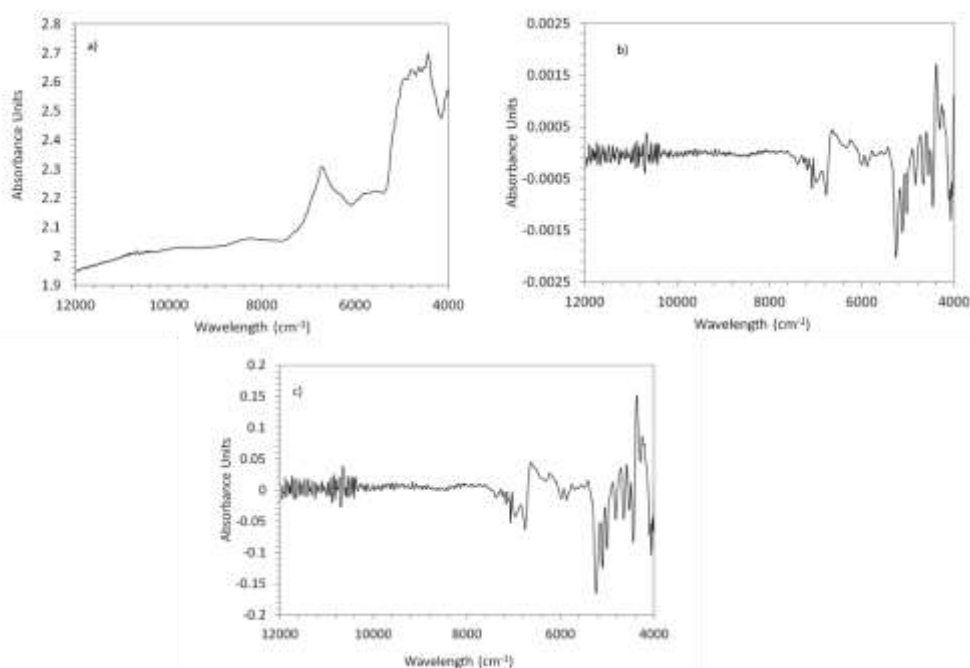 a)
2.8
2.7
2.6
2.5
2.4
2.3
2.2
2.1
2
1.9
12000 10000 8000 6000 4000
Wavelength (cm⁻¹)
Absorbance Units
b)
0.0025
0.0015
0.0005
-0.0005
-0.0015
-0.0025
12000 10000 8000 6000 4000
Wavelength (cm⁻¹)
Absorbance Units
c)
0.2
0.15
0.1
0.05
0
-0.05
-0.1
-0.15
-0.2
12000 10000 8000 6000 4000
Wavelength (cm⁻¹)
Absorbance Units